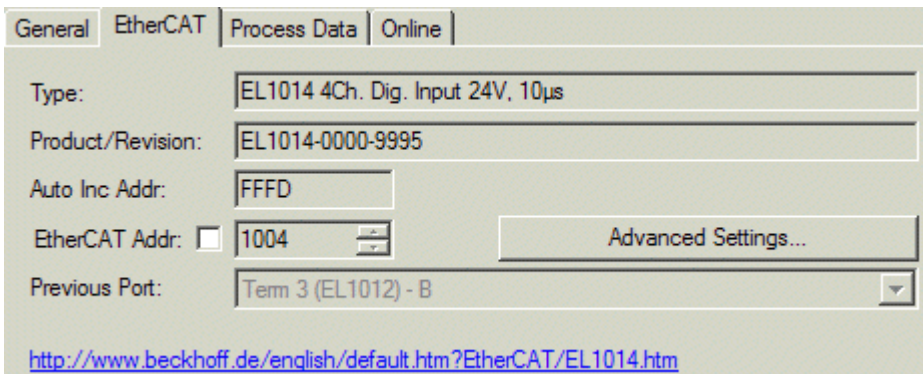 General EtherCAT Process Data Online
Type: EL1014 4Ch. Dig. Input 24V, 10µs
Product/Revision: EL1014-0000-9995
Auto Inc Addr: FFFD
EtherCAT Addr: 1004 Advanced Settings...
Previous Port: Term 3 (EL1012) - B
http://www.beckhoff.de/english/default.htm?EtherCAT/EL1014.htm